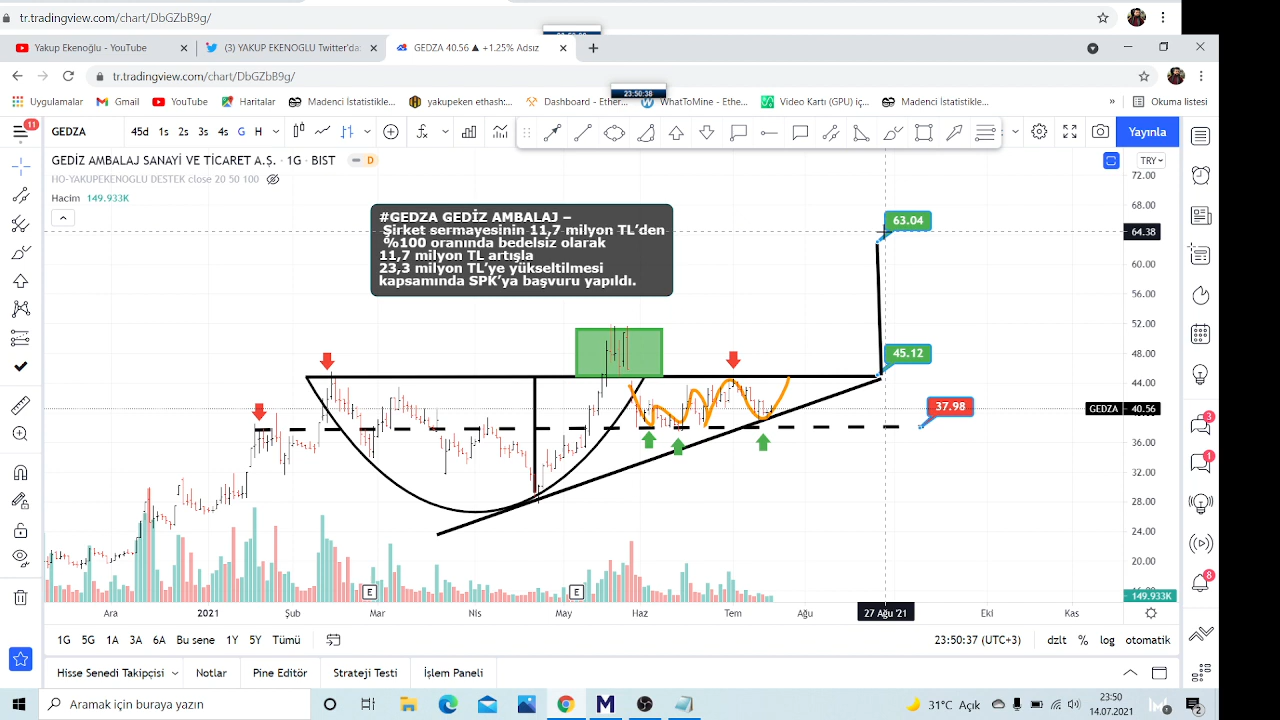 tr.tradingview.com/chart/DbGZbB9g/
Yakup Ekenoğlu - YouTube
(3) YAKUP EKENOĞLU Twitter'da:
GEDZA 40.56 ▲ +1.25% Adsız
tr.tradingview.com/chart/DbGZbB9g/
23:50:38
Uygulamalar
Gmail
YouTube
Haritalar
Madenci İstatistikle...
yakupeken ethash:...
Dashboard - Ether...
WhatToMine - Ethe...
Video Kartı (GPU) iç...
Madenci İstatistikle...
»
Okuma listesi
11
GEDZA
45d 1s 2s 3s 4s G H
Yayınla
GEDİZ AMBALAJ SANAYİ VE TİCARET A.Ş. · 1G · BIST
D
TRY
HO-YAKUPEKENOGLU DESTEK close 20 50 100
Hacim 149.933K
#GEDZA GEDİZ AMBALAJ –
Şirket sermayesinin 11,7 milyon TL'den
%100 oranında bedelsiz olarak
11,7 milyon TL artışla
23,3 milyon TL'ye yükseltilmesi
kapsamında SPK'ya başvuru yapıldı.
63.04
45.12
37.98
72.00
68.00
64.38
60.00
56.00
52.00
48.00
44.00
GEDZA 40.56
36.00
32.00
28.00
24.00
20.00
149.933K
3
1
8
E
E
Ara
2021
Şub
Mar
Nis
May
Haz
Tem
Ağu
27 Ağu '21
Eki
Kas
1G 5G 1A 3A 6A Bu sene 1Y 5Y Tümü
23:50:37 (UTC+3)
dzlt % log otomatik
Hisse Senedi Takipçisi
Notlar
Pine Editör
Strateji Testi
İşlem Paneli
Aramak için buraya yazın
31°C Açık
23:50
14.07.2021
2